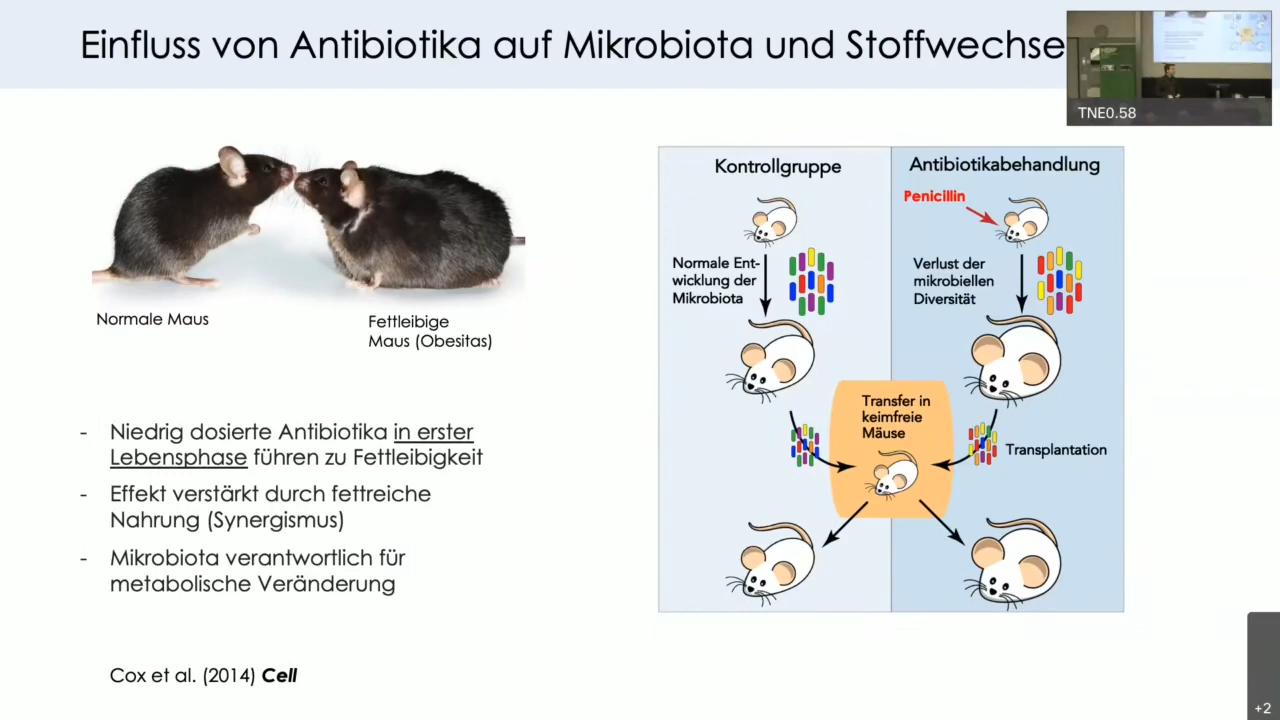 Einfluss von Antibiotika auf Mikrobiota und Stoffwechse
TNE0.58
Normale Maus
Fettleibige
Maus (Obesitas)
- Niedrig dosierte Antibiotika in erster
Lebensphase führen zu Fettleibigkeit
- Effekt verstärkt durch fettreiche
Nahrung (Synergismus)
- Mikrobiota verantwortlich für
metabolische Veränderung
Cox et al. (2014) Cell
Kontrollgruppe
Antibiotikabehandlung
Penicillin
Normale Ent-
wicklung der
Mikrobiota
Verlust der
mikrobiellen
Diversität
Transfer in
keimfreie
Mäuse
Transplantation
+2